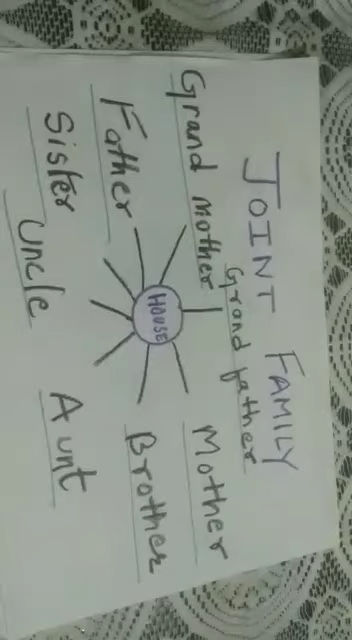 JOINT FAMILY
Grand father
Grand mother
Mother
Father
HOUSE
Brother
Sister
Uncle
Aunt